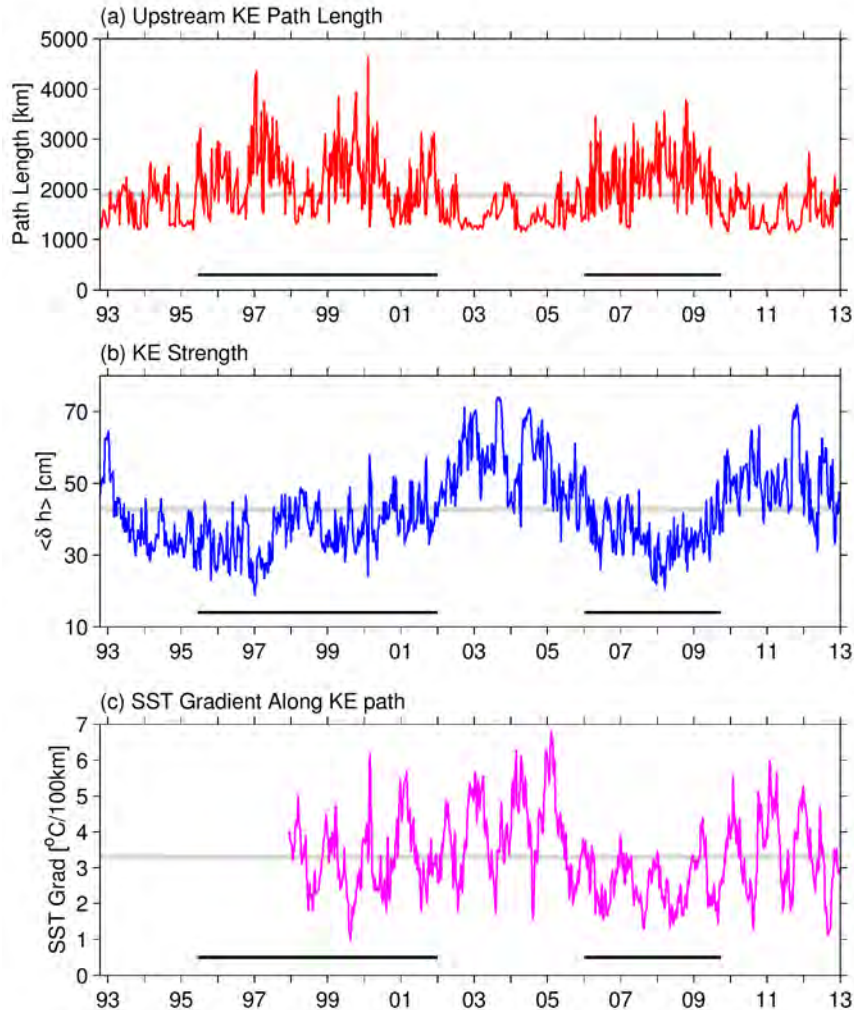 (a) Upstream KE Path Length
5000
4000
3000
2000
1000
0
Path Length [km]
93 95 97 99 01 03 05 07 09 11 13
(b) KE Strength
70
50
30
10
<δ h> [cm]
93 95 97 99 01 03 05 07 09 11 13
(c) SST Gradient Along KE path
7
6
5
4
3
2
1
0
SST Grad [°C/100km]
93 95 97 99 01 03 05 07 09 11 13